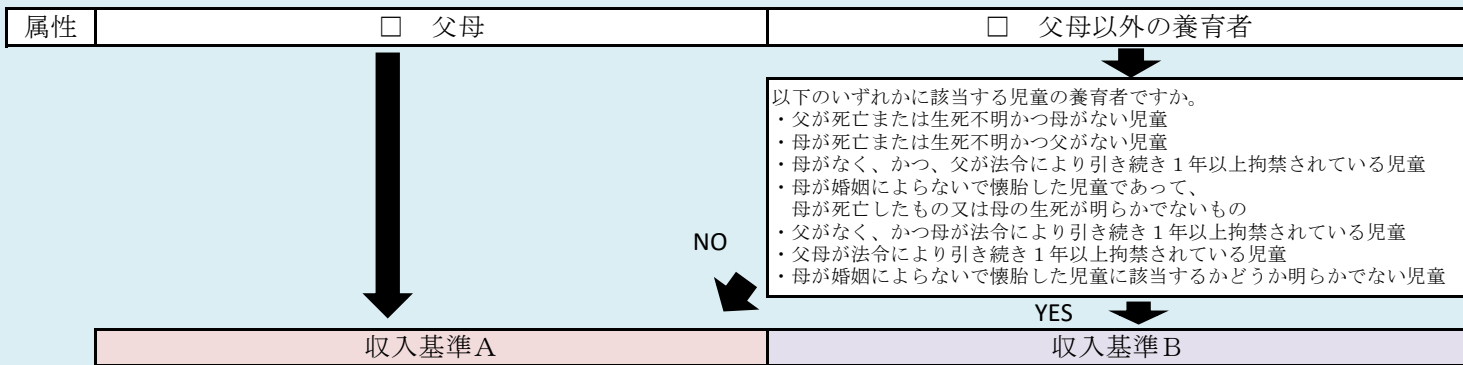 属性
□ 父母
□ 父母以外の養育者
以下のいずれかに該当する児童の養育者ですか。
・父が死亡または生死不明かつ母がない児童
・母が死亡または生死不明かつ父がない児童
・母がなく、かつ、父が法令により引き続き１年以上拘禁されている児童
・母が婚姻によらないで懐胎した児童であって、
母が死亡したもの又は母の生死が明らかでないもの
・父がなく、かつ母が法令により引き続き１年以上拘禁されている児童
・父母が法令により引き続き１年以上拘禁されている児童
・母が婚姻によらないで懐胎した児童に該当するかどうか明らかでない児童
NO
YES
収入基準Ａ
収入基準Ｂ